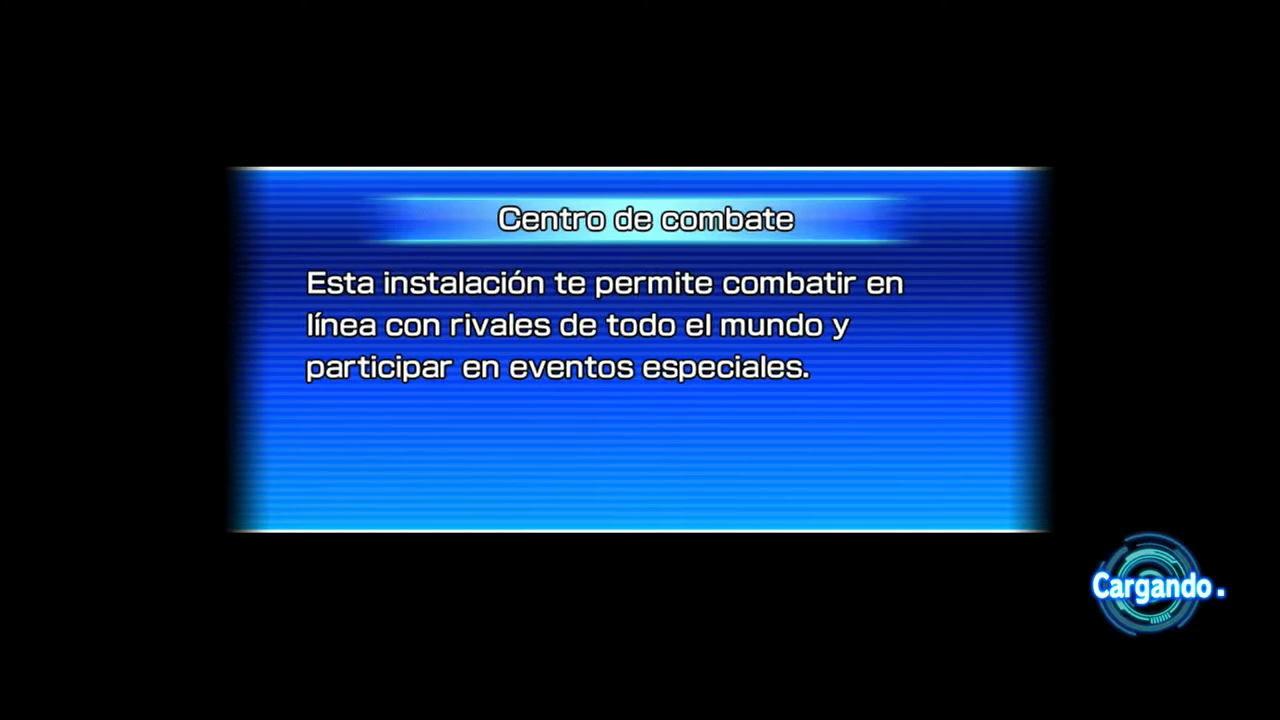 Centro de combate
Esta instalación te permite combatir en
línea con rivales de todo el mundo y
participar en eventos especiales.
Cargando.